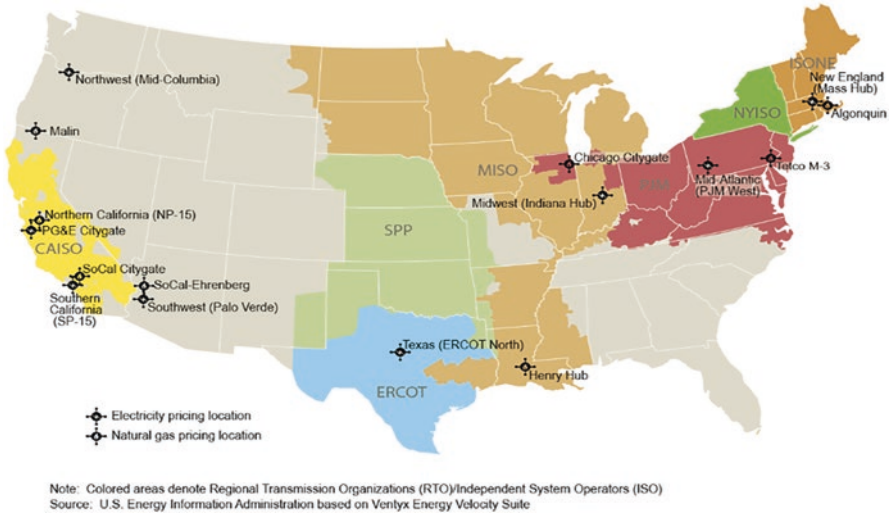 ISONE
New England
(Mass Hub)
Northwest (Mid-Columbia)
NYISO
Algonquin
Malin
Chicago Citygate
MISO
Tetco M-3
PJM
Mid-Atlantic
(PJM West)
Midwest (Indiana Hub)
Northern California (NP-15)
PG&E Citygate
SPP
CAISO
SoCal Citygate
SoCal-Ehrenberg
Southern
California
(SP-15)
Southwest (Palo Verde)
Texas (ERCOT North)
Henry Hub
ERCOT
Electricity pricing location
Natural gas pricing location
Note: Colored areas denote Regional Transmission Organizations (RTO)/Independent System Operators (ISO)
Source: U.S. Energy Information Administration based on Ventyx Energy Velocity Suite